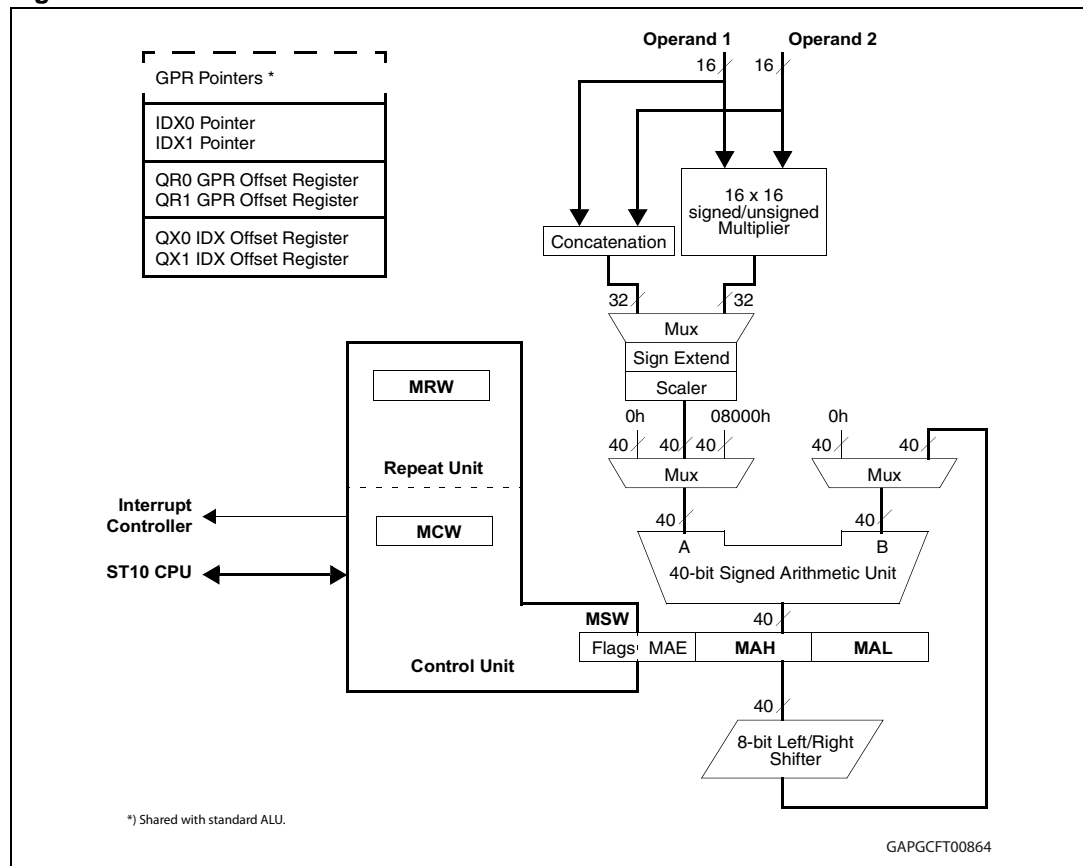 Operand 1 Operand 2
16 16
GPR Pointers *
IDX0 Pointer
IDX1 Pointer
QR0 GPR Offset Register
QR1 GPR Offset Register
QX0 IDX Offset Register
QX1 IDX Offset Register
16 x 16
signed/unsigned
Multiplier
Concatenation
32 32
Mux
Sign Extend
Scaler
0h 08000h 0h
40 40 40 40 40
Mux Mux
40 40
A B
40-bit Signed Arithmetic Unit
40
MRW
Repeat Unit
Interrupt
Controller
MCW
ST10 CPU
MSW
Flags MAE MAH MAL
Control Unit
40
8-bit Left/Right
Shifter
*) Shared with standard ALU.
GAPGCFT00864